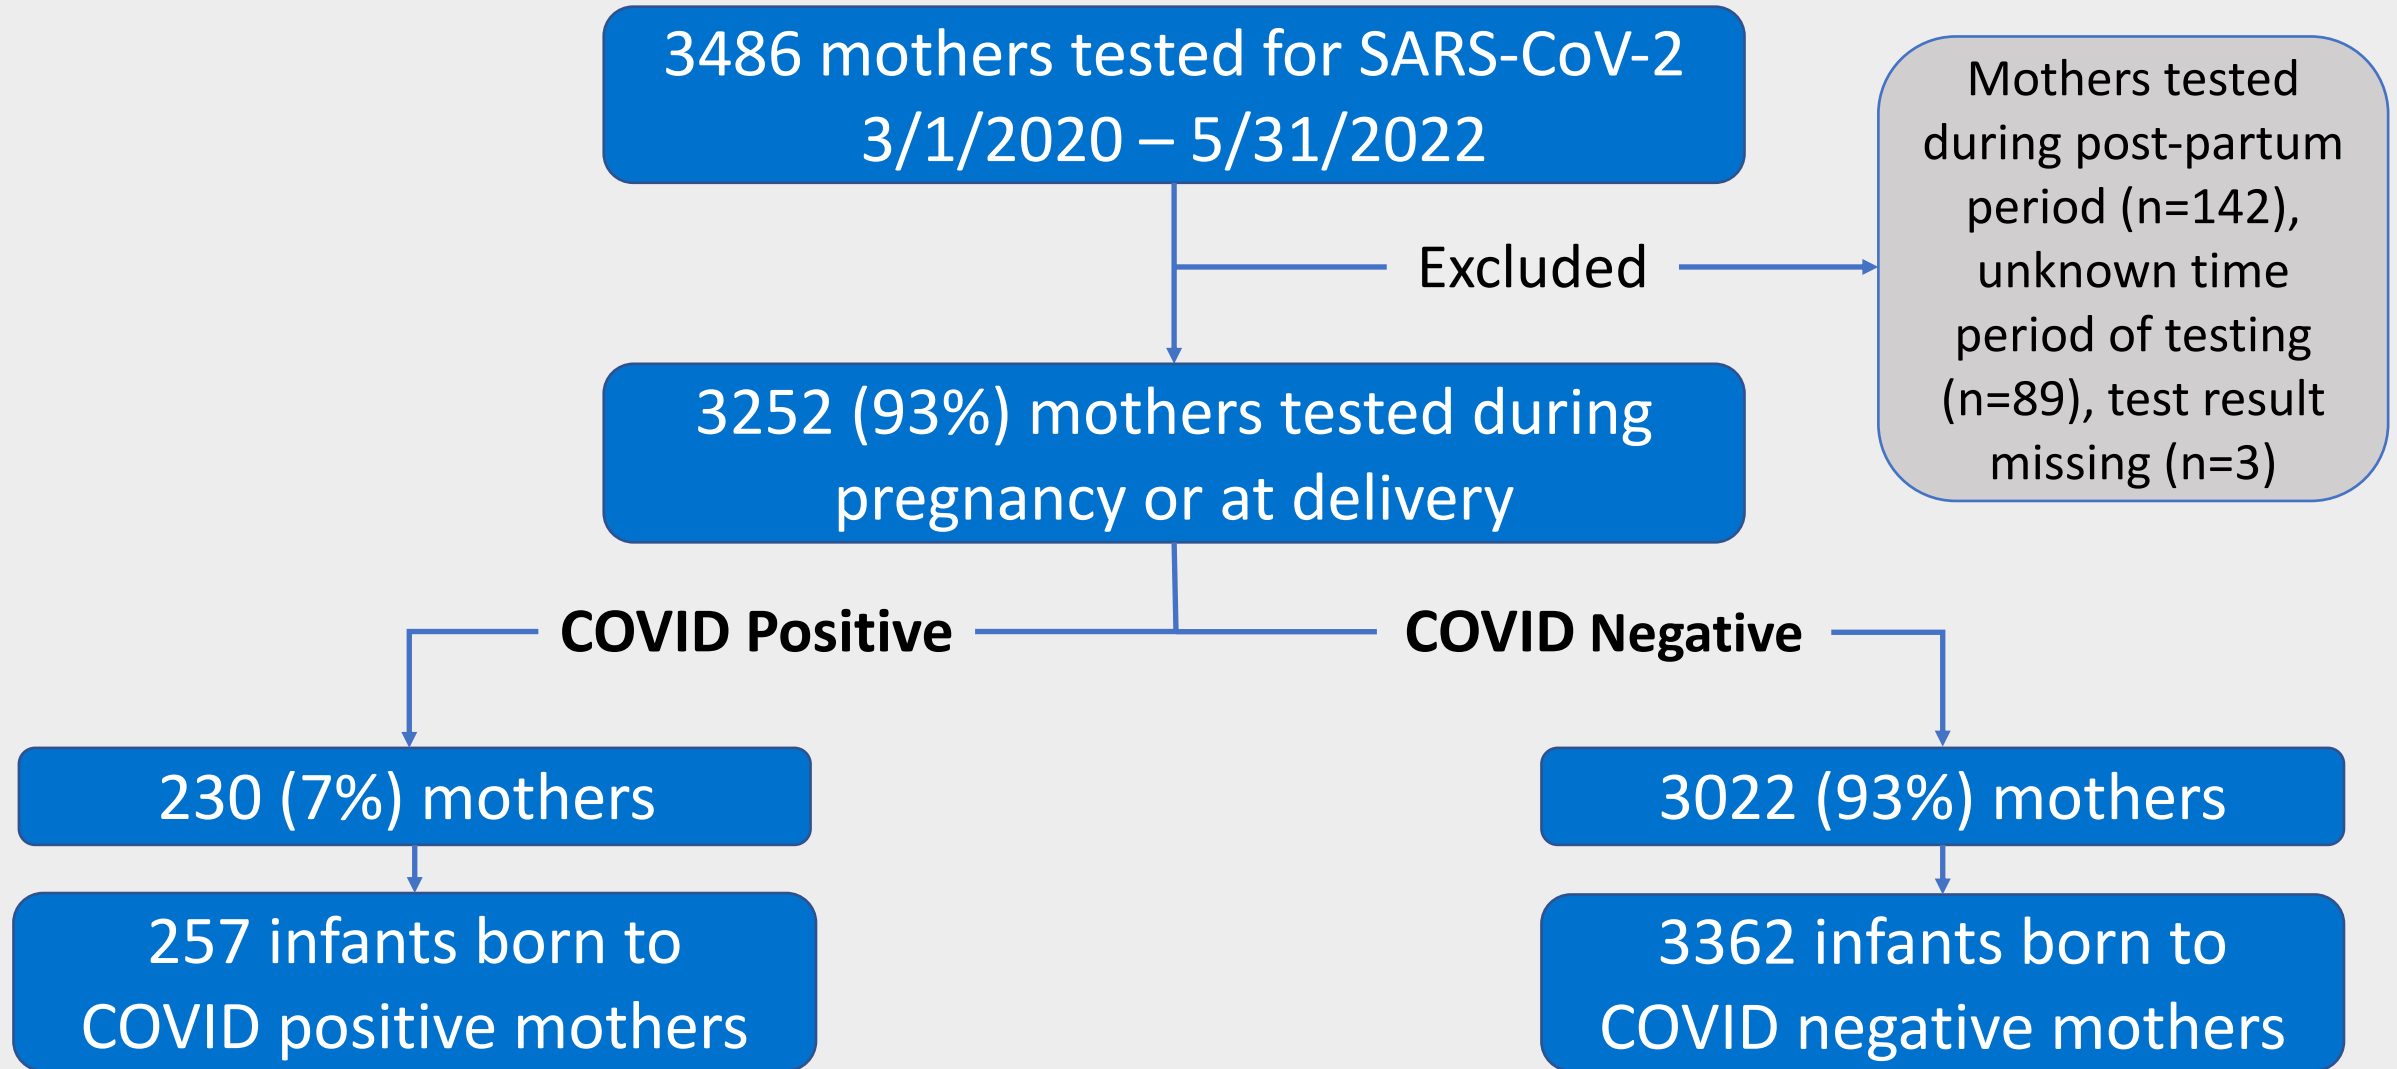 3486 mothers tested for SARS-CoV-2
3/1/2020 – 5/31/2022
Mothers tested
during post-partum
period (n=142),
unknown time
period of testing
(n=89), test result
missing (n=3)
Excluded
3252 (93%) mothers tested during
pregnancy or at delivery
COVID Positive
COVID Negative
230 (7%) mothers
3022 (93%) mothers
257 infants born to
COVID positive mothers
3362 infants born to
COVID negative mothers